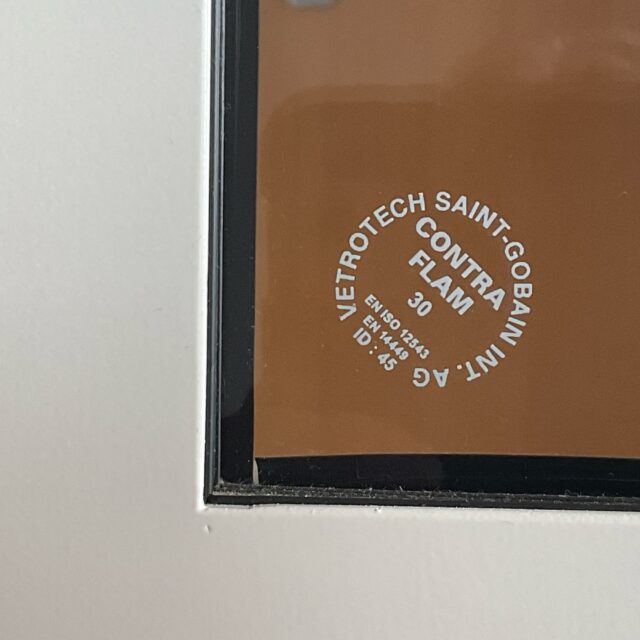 VETROTECH SAINT-GOBAIN INT. AG
CONTRA
FLAM
30
EN ISO 12543
EN 14449
ID : 45